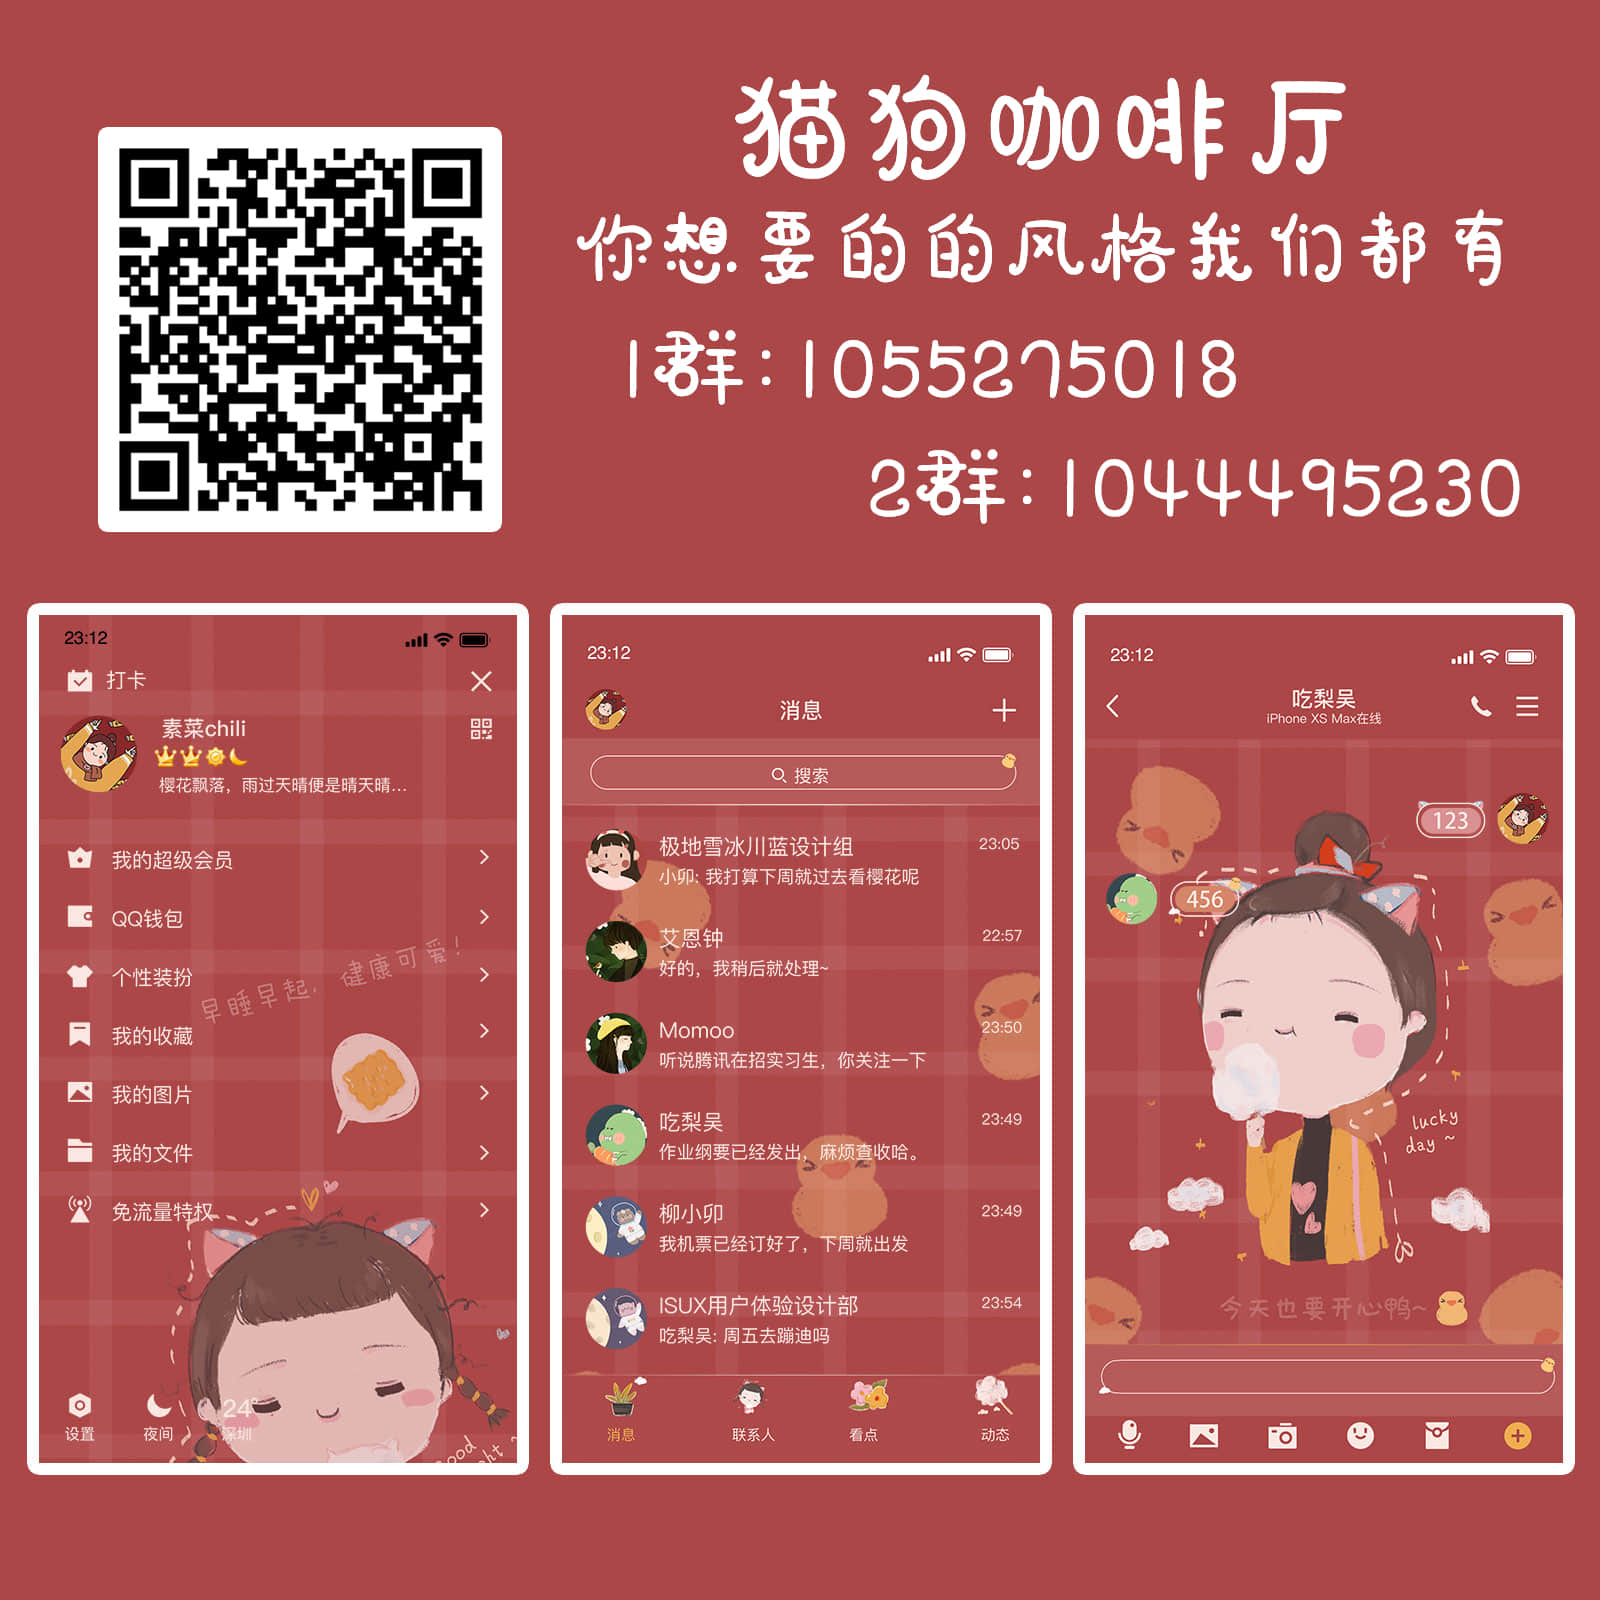 猫狗咖啡厅
你想要的的风格我们都有
1群:1055275018
2群:1044495230
23:12
打卡
素菜chili
樱花飘落，雨过天晴便是晴天晴…
我的超级会员
QQ钱包
个性装扮
早睡早起，健康可爱！
我的收藏
我的图片
我的文件
免流量特权
24°
设置
夜间
深圳
23:12
消息
搜索
极地雪冰川蓝设计组 23:05
小卯: 我打算下周就过去看樱花呢
艾恩钟 22:57
好的，我稍后就处理~
Momoo 23:50
听说腾讯在招实习生，你关注一下
吃梨吴 23:49
作业纲要已经发出，麻烦查收哈。
柳小卯 23:49
我机票已经订好了，下周就出发
ISUX用户体验设计部 23:54
吃梨吴: 周五去蹦迪吗
消息 联系人 看点 动态
23:12
吃梨吴
iPhone XS Max在线
123
456
lucky
day ~
今天也要开心鸭~